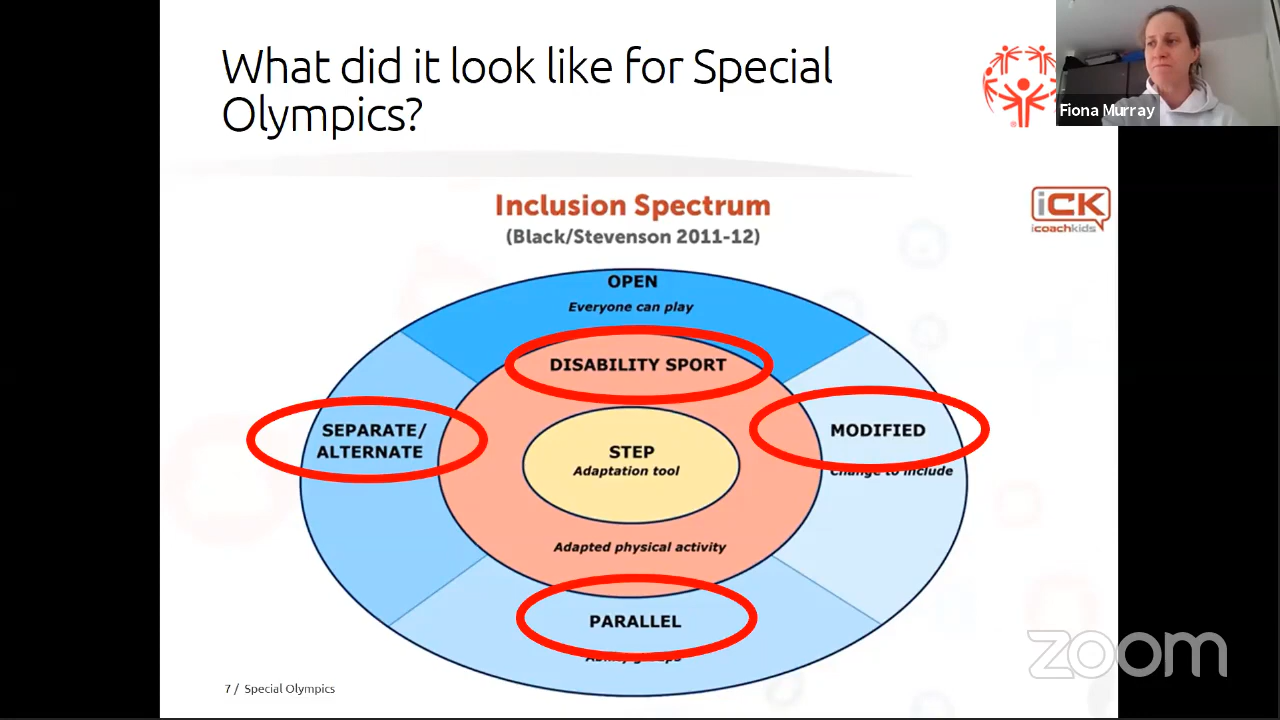 What did it look like for Special
Olympics?
Fiona Murray
Inclusion Spectrum
(Black/Stevenson 2011-12)
iCK
icoachkids
OPEN
Everyone can play
DISABILITY SPORT
SEPARATE/
ALTERNATE
MODIFIED
Change to include
STEP
Adaptation tool
Adapted physical activity
PARALLEL
Ability groups
zoom
7 / Special Olympics